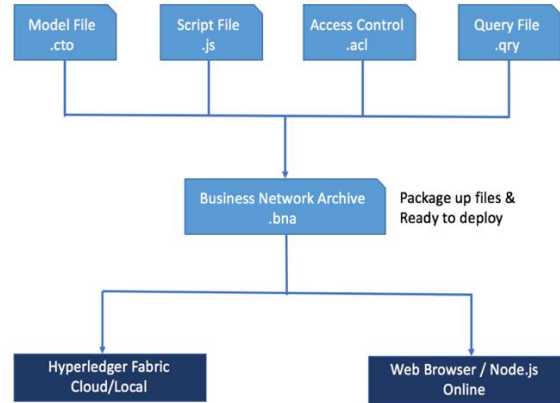 Model File
.cto
Script File
.js
Access Control
.acl
Query File
.qry
Business Network Archive
.bna
Package up files &
Ready to deploy
Hyperledger Fabric
Cloud/Local
Web Browser / Node.js
Online